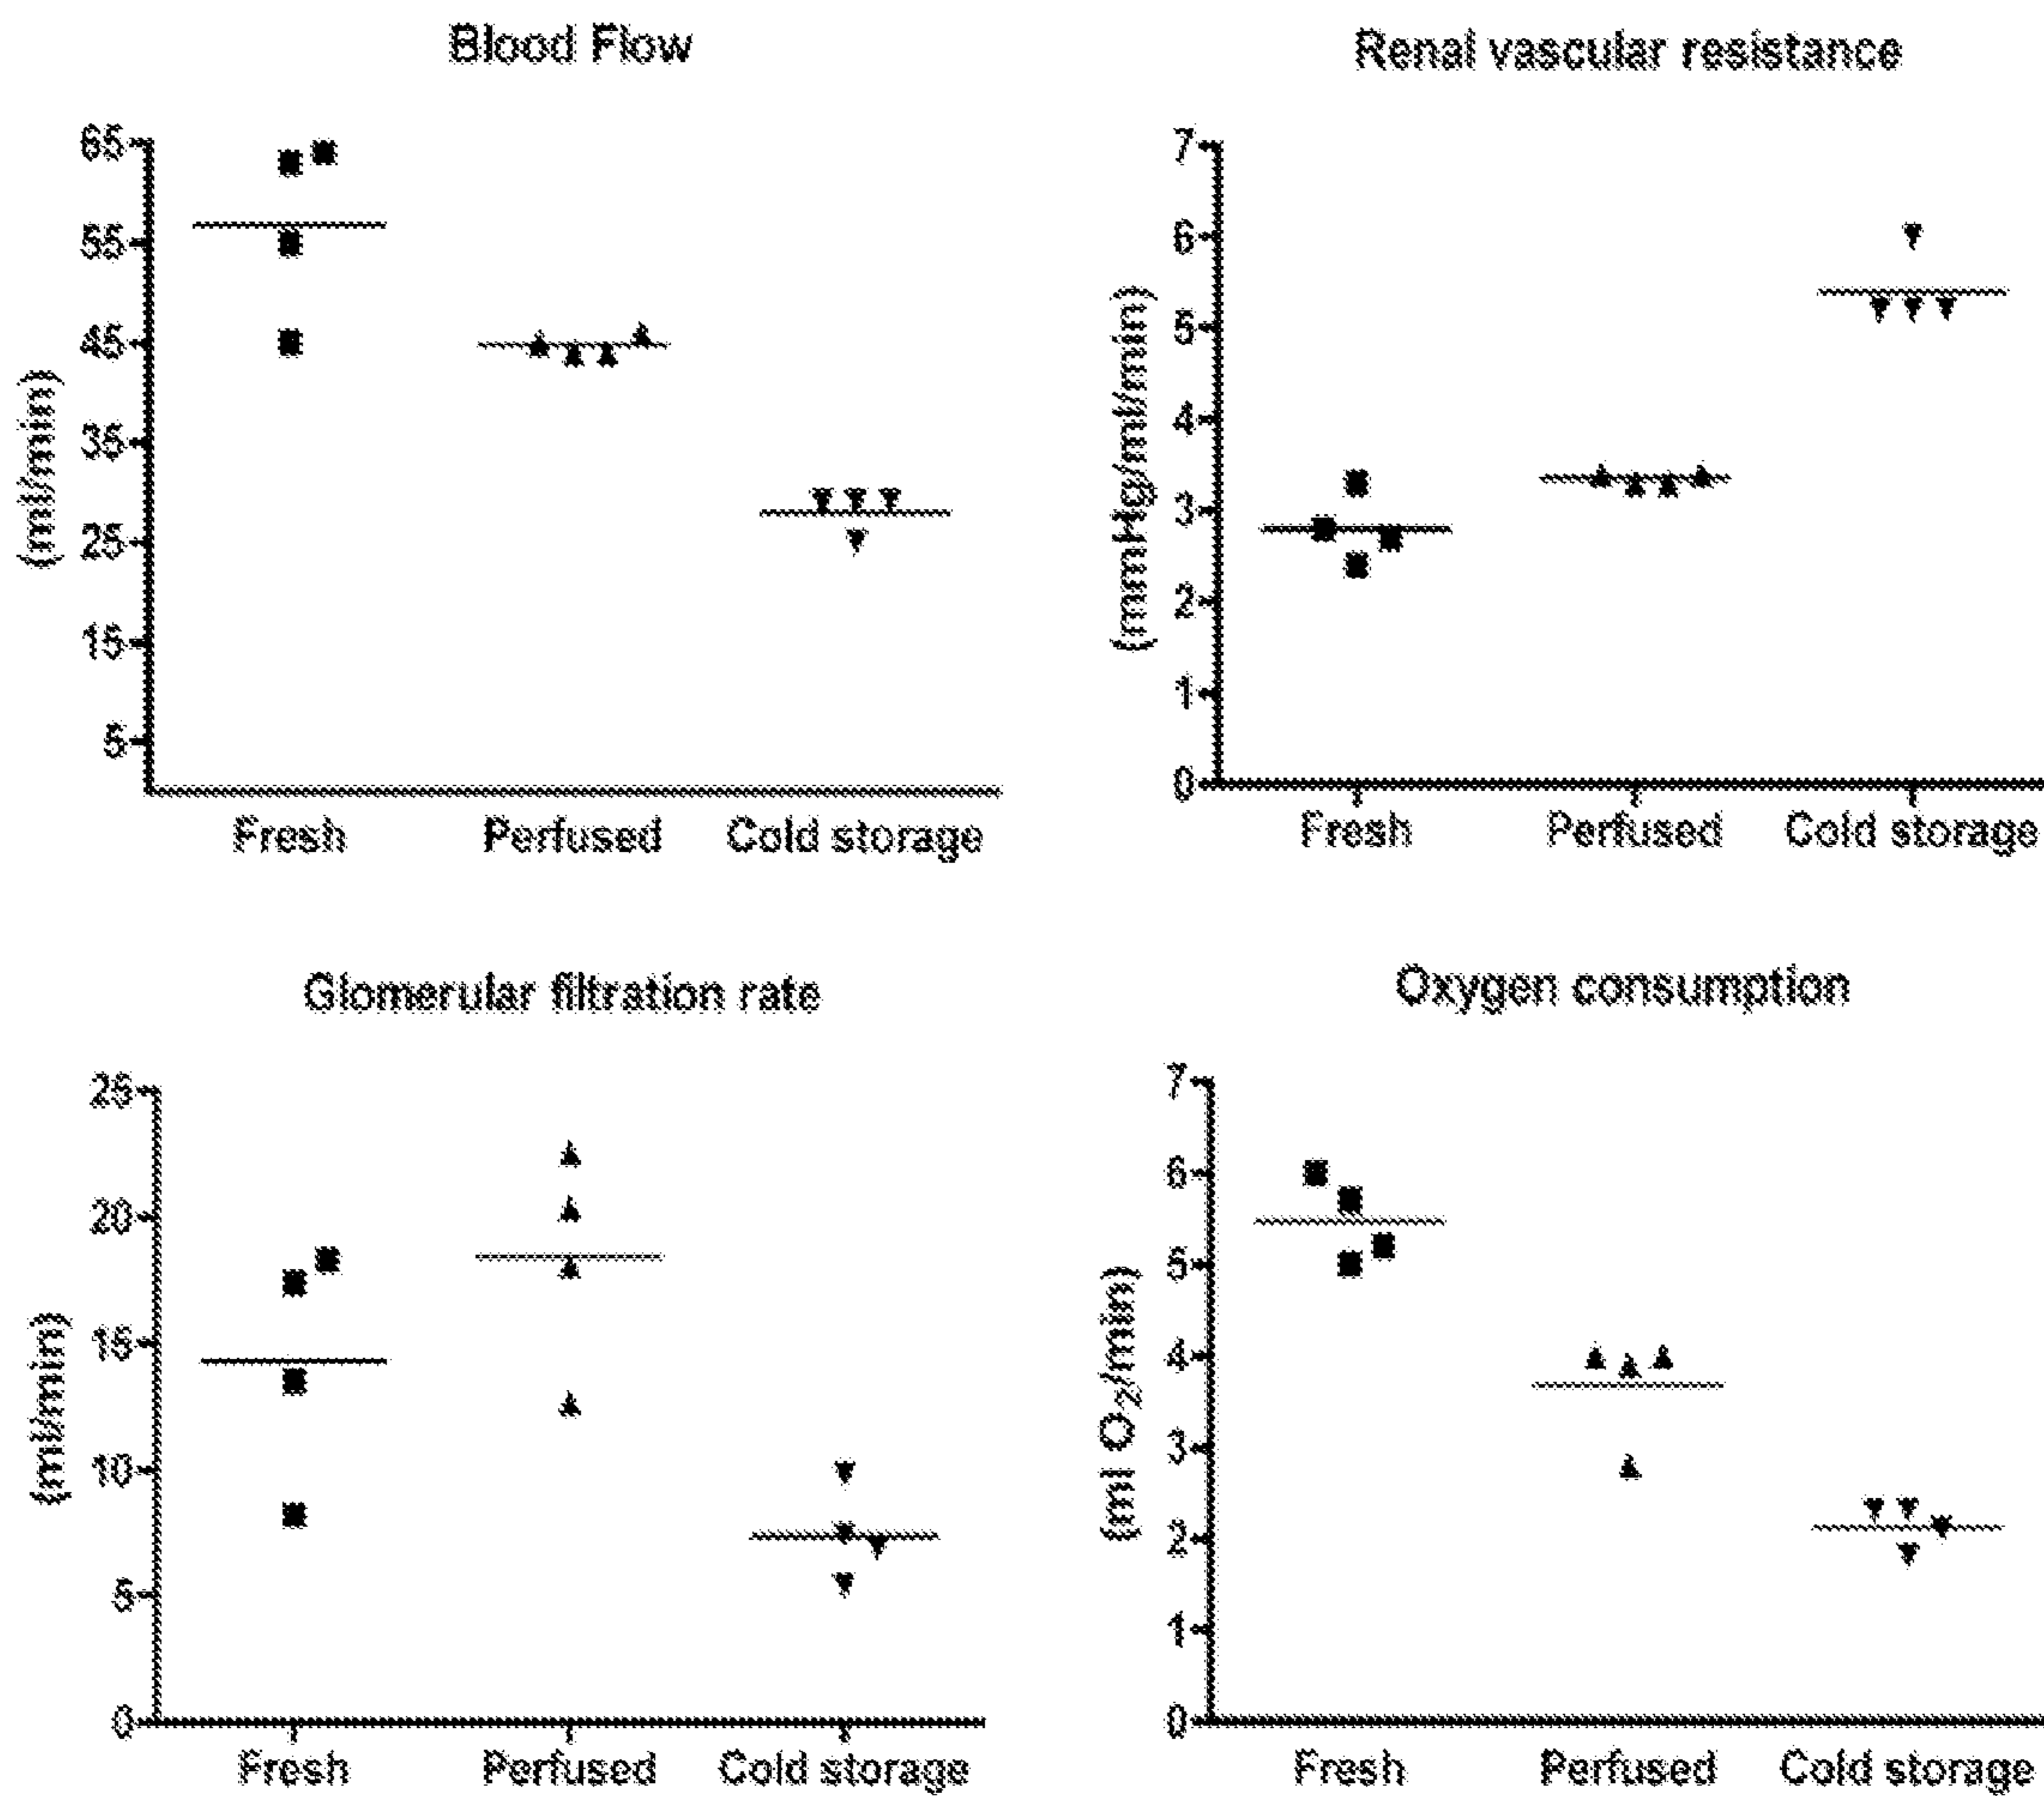 Blood Flow
(ml/min)
65
55
45
35
25
15
5
Fresh Perfused Cold storage
Renal vascular resistance
(mmHg/ml/min)
7
6
5
4
3
2
1
0
Fresh Perfused Cold storage
Glomerular filtration rate
(ml/min)
25
20
15
10
5
0
Fresh Perfused Cold storage
Oxygen consumption
(ml O₂/min)
7
6
5
4
3
2
1
0
Fresh Perfused Cold storage